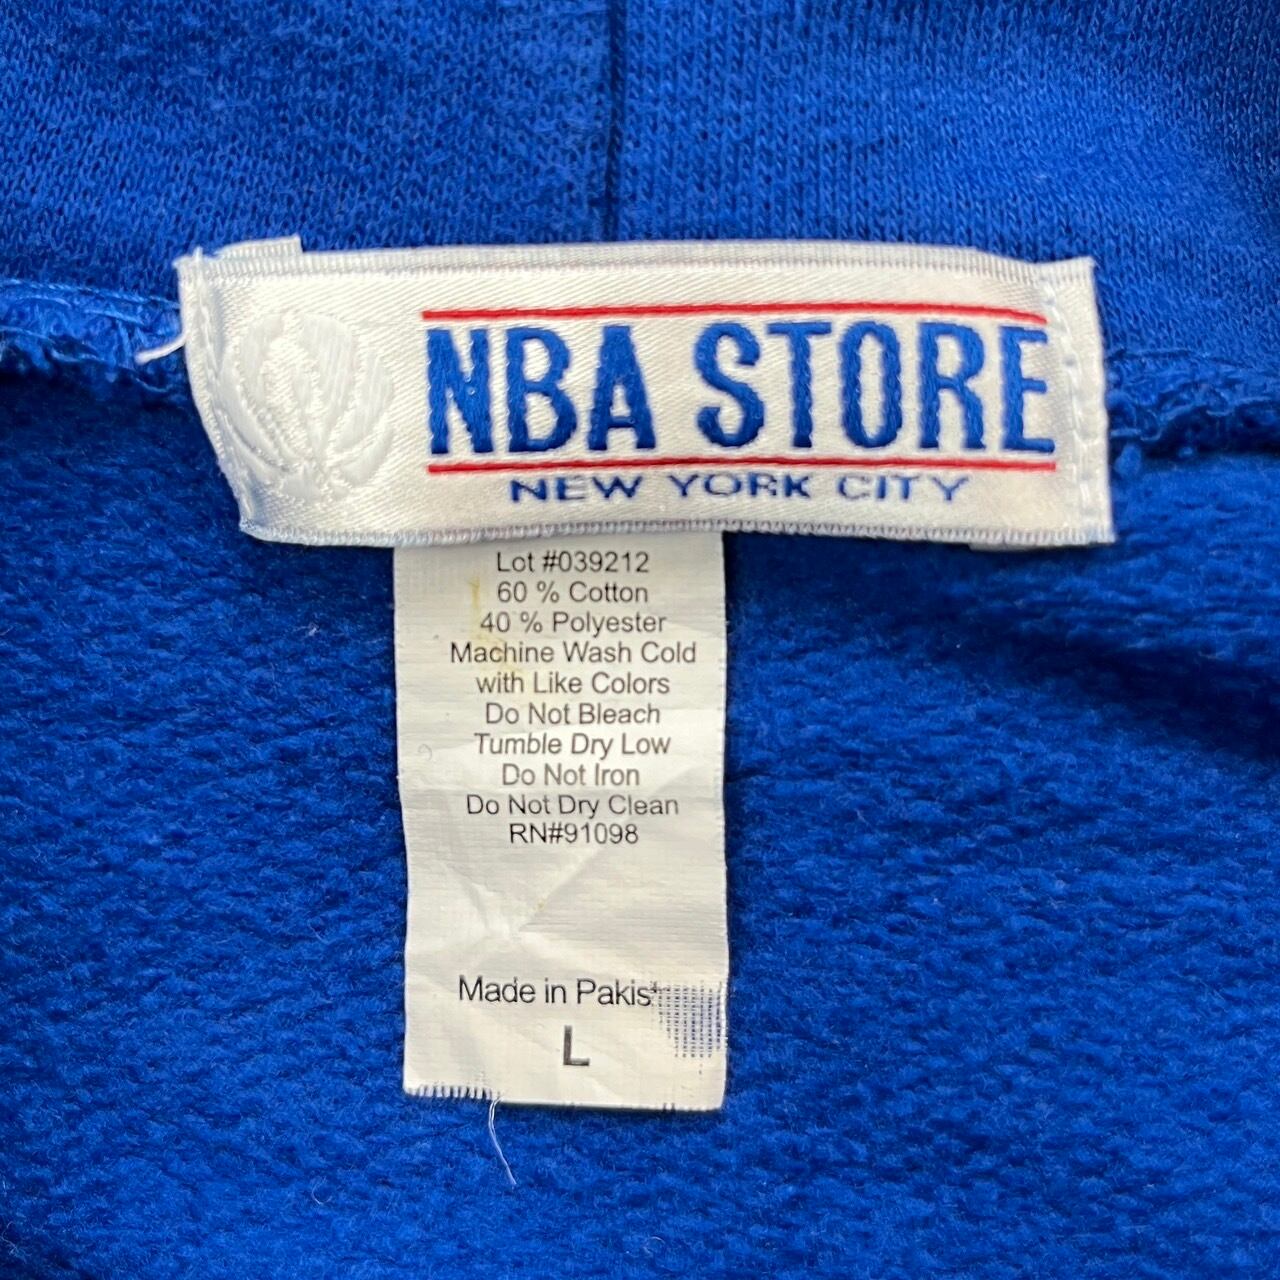 NBA STORE
NEW YORK CITY
Lot #039212
60 % Cotton
40 % Polyester
Machine Wash Cold
with Like Colors
Do Not Bleach
Tumble Dry Low
Do Not Iron
Do Not Dry Clean
RN#91098
Made in
L